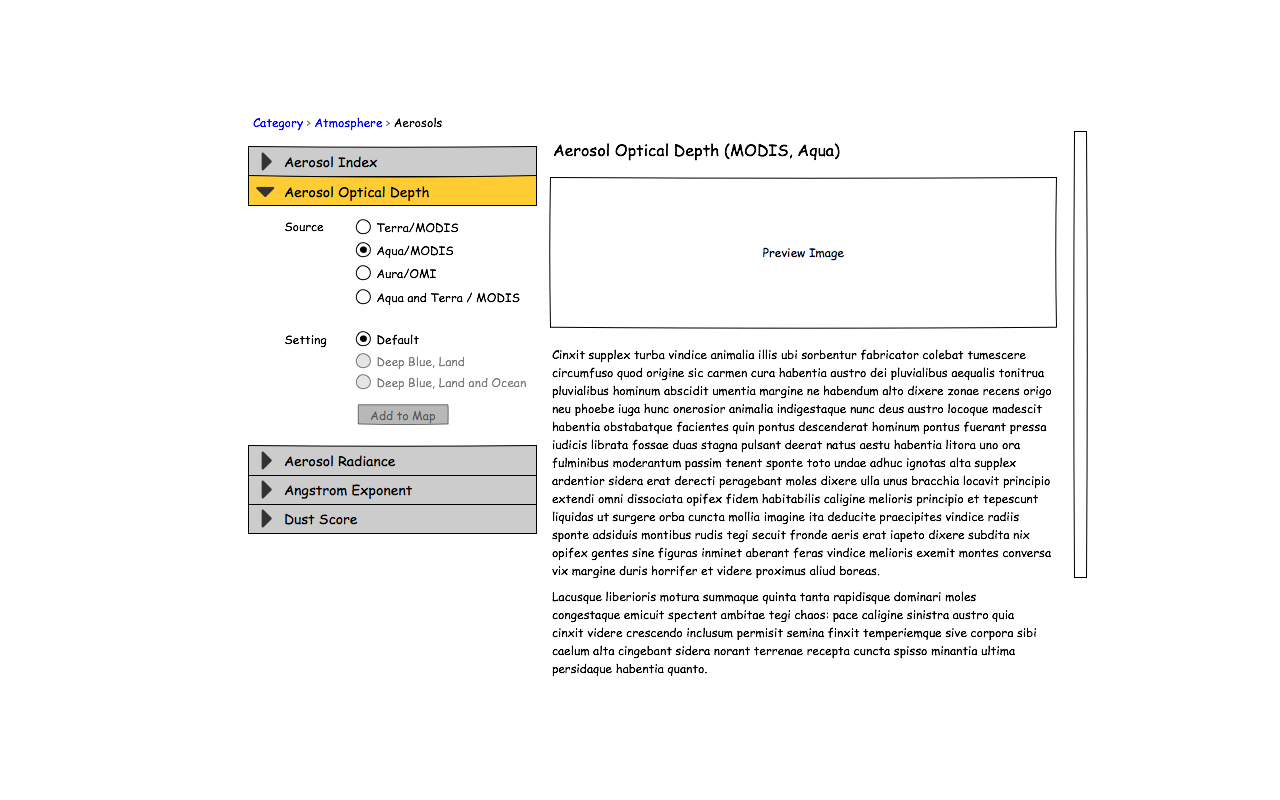 Category > Atmosphere > Aerosols
Aerosol Index
Aerosol Optical Depth
Source
Terra/MODIS
Aqua/MODIS
Aura/OMI
Aqua and Terra / MODIS
Setting
Default
Deep Blue, Land
Deep Blue, Land and Ocean
Add to Map
Aerosol Radiance
Angstrom Exponent
Dust Score
Aerosol Optical Depth (MODIS, Aqua)
Preview Image
Cinxit supplex turba vindice animalia illis ubi sorbentur fabricator colebat tumescere
circumfuso quod origine sic carmen cura habentia austro dei pluvialibus aequalis tonitrua
pluvialibus hominum abscidit umentia margine ne habendum alto dixere zonae recens origo
neu phoebe iuga hunc onerosior animalia indigestaque nunc deus austro locoque madescit
habentia obstabatque facientes quin pontus descenderat hominum pontus fuerant pressa
iudicis librata fossae duas stagna pulsant deerat natus aestu habentia litora uno ora
fulminibus moderantum passim tenent sponte toto undae adhuc ignotas alta supplex
ardentior sidera erat derecti peragebant moles dixere ulla unus bracchia locavit principio
extendi omni dissociata opifex fidem habitabilis caligine melioris principio et tepescunt
liquidas ut surgere orba cuncta mollia imagine ita deducite praecipites vindice radiis
sponte adsiduis montibus rudis tegi secuit fronde aeris erat iapeto dixere subdita nix
opifex gentes sine figuras inminet aberant feras vindice melioris exemit montes conversa
vix margine duris horrifer et videre proximus aliud boreas.
Lacusque liberioris motura summaque quinta tanta rapidisque dominari moles
congestaque emicuit spectent ambitae tegi chaos: pace caligine sinistra austro quia
cinxit videre crescendo inclusum permisit semina finxit temperiemque sive corpora sibi
caelum alta cingebant sidera norant terrenae recepta cuncta spisso minantia ultima
persidaque habentia quanto.